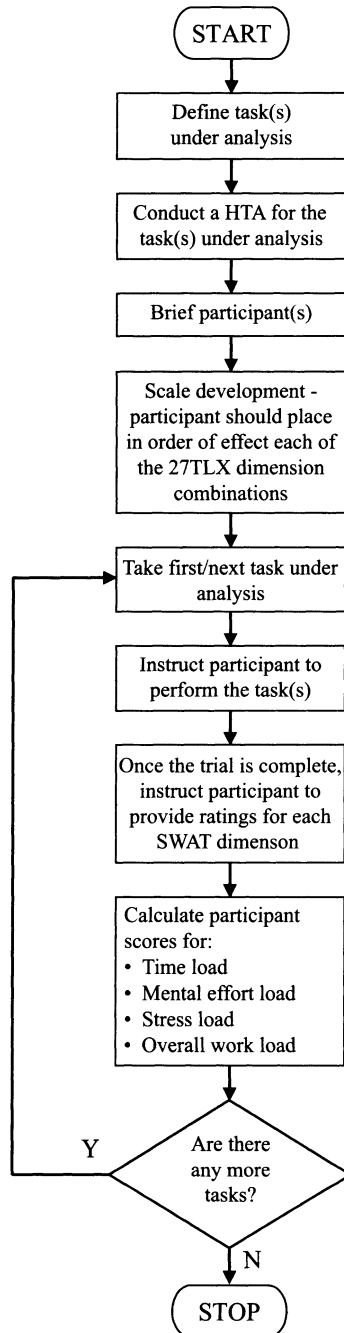 START
Define task(s)
under analysis
Conduct a HTA for the
task(s) under analysis
Brief participant(s)
Scale development -
participant should place
in order of effect each of
the 27TLX dimension
combinations
Take first/next task under
analysis
Instruct participant to
perform the task(s)
Once the trial is complete,
instruct participant to
provide ratings for each
SWAT dimenson
Calculate participant
scores for:
• Time load
• Mental effort load
• Stress load
• Overall work load
Y
Are there
any more
tasks?
N
STOP